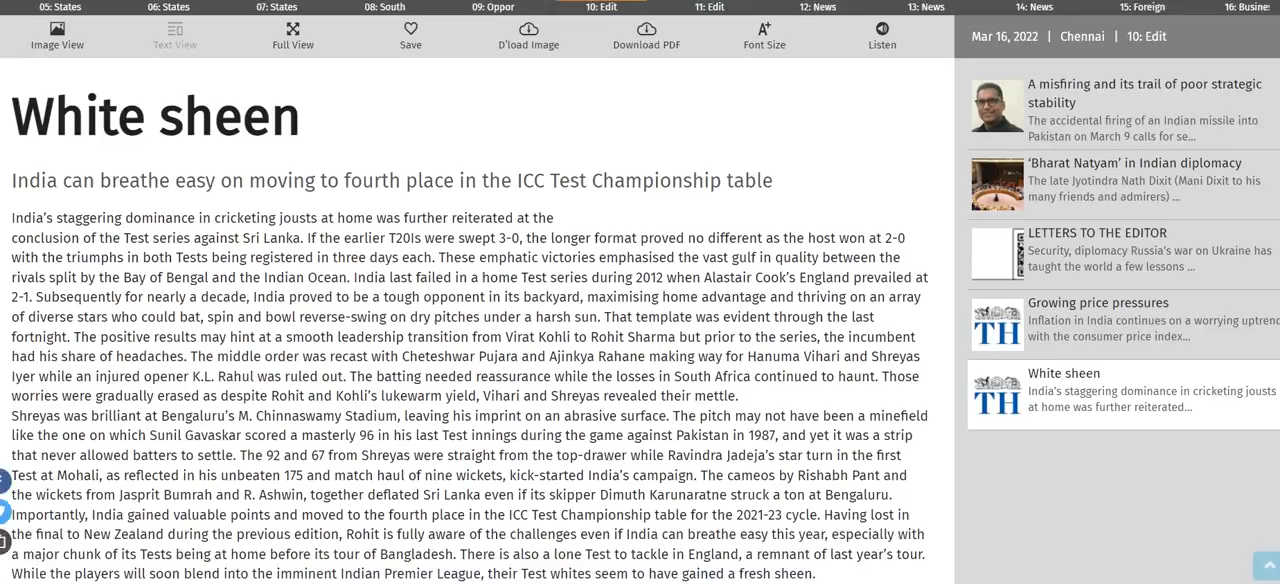 05: States
06: States
07: States
08: South
09: Oppor
10: Edit
11: Edit
12: News
13: News
14: News
15: Foreign
16: Busine
Image View
Text View
Full View
Save
D'load Image
Download PDF
Font Size
Listen
Mar 16, 2022 | Chennai | 10: Edit
White sheen
India can breathe easy on moving to fourth place in the ICC Test Championship table
India's staggering dominance in cricketing jousts at home was further reiterated at the
conclusion of the Test series against Sri Lanka. If the earlier T20Is were swept 3-0, the longer format proved no different as the host won at 2-0
with the triumphs in both Tests being registered in three days each. These emphatic victories emphasised the vast gulf in quality between the
rivals split by the Bay of Bengal and the Indian Ocean. India last failed in a home Test series during 2012 when Alastair Cook's England prevailed at
2-1. Subsequently for nearly a decade, India proved to be a tough opponent in its backyard, maximising home advantage and thriving on an array
of diverse stars who could bat, spin and bowl reverse-swing on dry pitches under a harsh sun. That template was evident through the last
fortnight. The positive results may hint at a smooth leadership transition from Virat Kohli to Rohit Sharma but prior to the series, the incumbent
had his share of headaches. The middle order was recast with Cheteshwar Pujara and Ajinkya Rahane making way for Hanuma Vihari and Shreyas
Iyer while an injured opener K.L. Rahul was ruled out. The batting needed reassurance while the losses in South Africa continued to haunt. Those
worries were gradually erased as despite Rohit and Kohli's lukewarm yield, Vihari and Shreyas revealed their mettle.
Shreyas was brilliant at Bengaluru's M. Chinnaswamy Stadium, leaving his imprint on an abrasive surface. The pitch may not have been a minefield
like the one on which Sunil Gavaskar scored a masterly 96 in his last Test innings during the game against Pakistan in 1987, and yet it was a strip
that never allowed batters to settle. The 92 and 67 from Shreyas were straight from the top-drawer while Ravindra Jadeja's star turn in the first
Test at Mohali, as reflected in his unbeaten 175 and match haul of nine wickets, kick-started India's campaign. The cameos by Rishabh Pant and
the wickets from Jasprit Bumrah and R. Ashwin, together deflated Sri Lanka even if its skipper Dimuth Karunaratne struck a ton at Bengaluru.
Importantly, India gained valuable points and moved to the fourth place in the ICC Test Championship table for the 2021-23 cycle. Having lost in
the final to New Zealand during the previous edition, Rohit is fully aware of the challenges even if India can breathe easy this year, especially with
a major chunk of its Tests being at home before its tour of Bangladesh. There is also a lone Test to tackle in England, a remnant of last year's tour.
While the players will soon blend into the imminent Indian Premier League, their Test whites seem to have gained a fresh sheen.
A misfiring and its trail of poor strategic
stability
The accidental firing of an Indian missile into
Pakistan on March 9 calls for se...
'Bharat Natyam' in Indian diplomacy
The late Jyotindra Nath Dixit (Mani Dixit to his
many friends and admirers) ...
LETTERS TO THE EDITOR
Security, diplomacy Russia's war on Ukraine has
taught the world a few lessons ...
TH
Growing price pressures
Inflation in India continues on a worrying uptrend
with the consumer price index...
TH
White sheen
India's staggering dominance in cricketing jousts
at home was further reiterated...